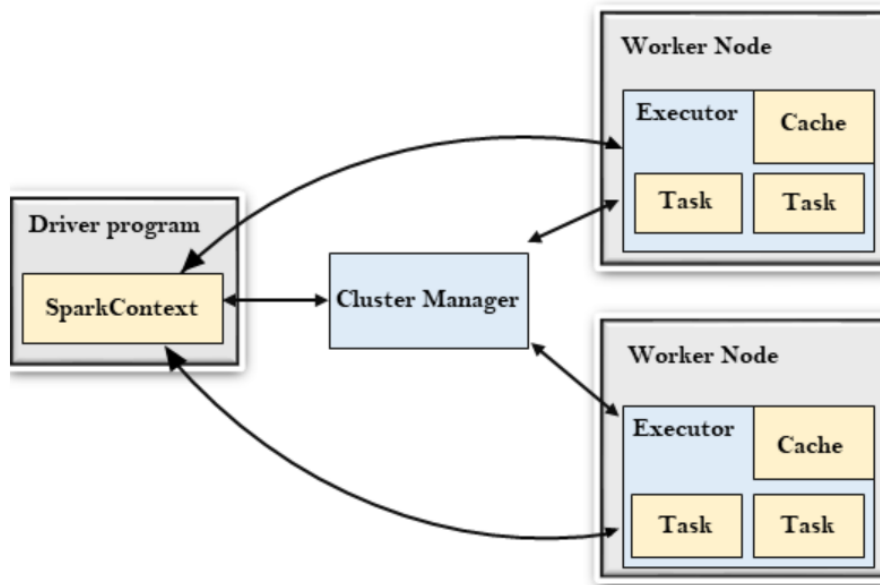 Worker Node
Executor
Cache
Task
Task
Driver program
SparkContext
Cluster Manager
Worker Node
Executor
Cache
Task
Task